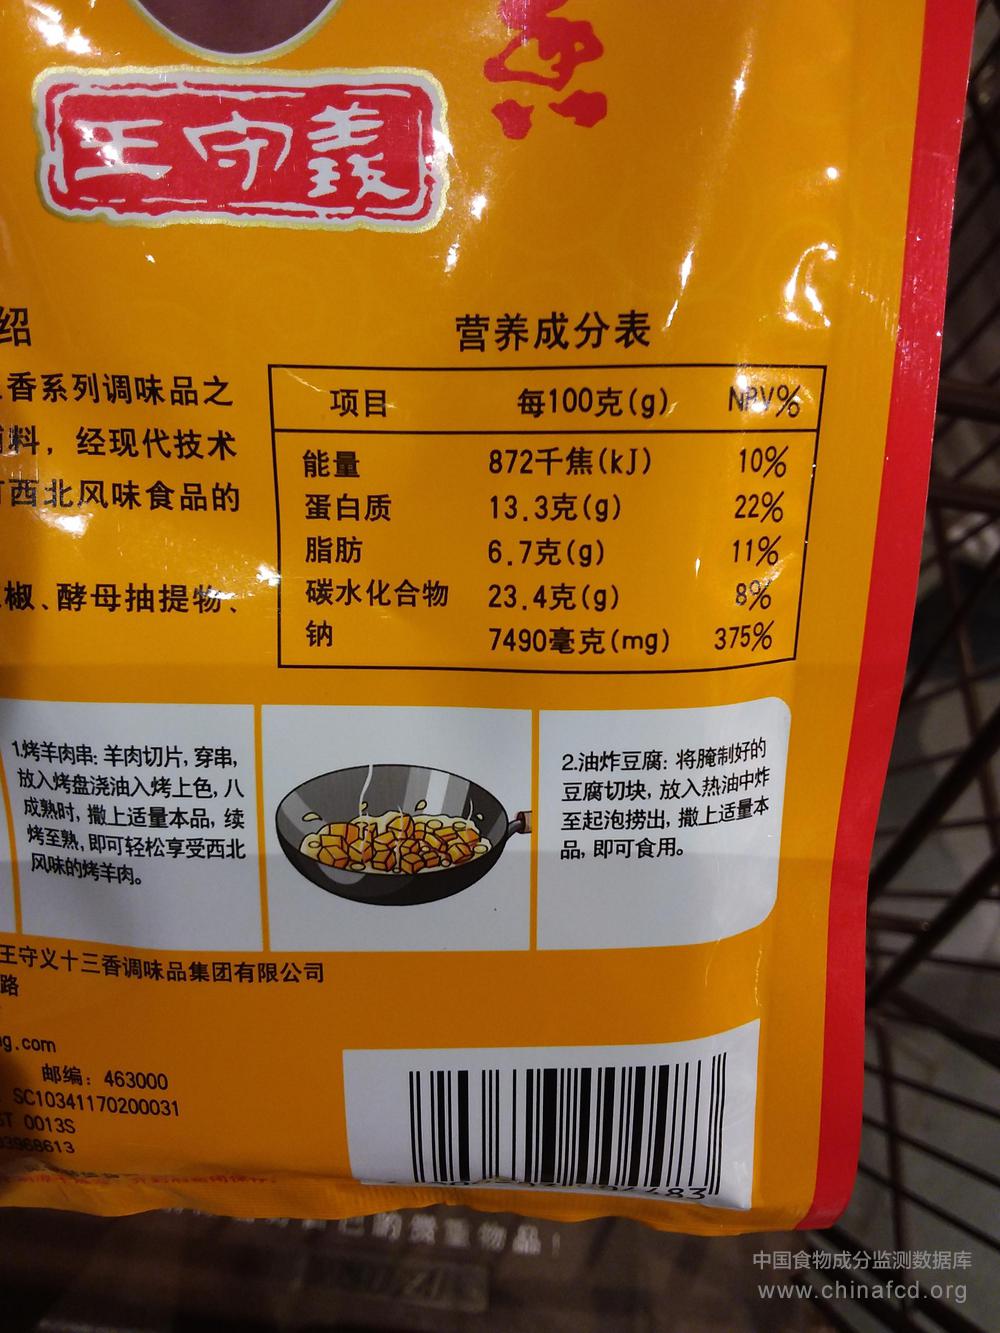 王守義
绍
营养成分表
香系列调味品之
料，经现代技术
西北风味食品的
椒、酵母抽提物、
项目 每100克(g) NRV%
能量 872千焦(kJ) 10%
蛋白质 13.3克(g) 22%
脂肪 6.7克(g) 11%
碳水化合物 23.4克(g) 8%
钠 7490毫克(mg) 375%
1.烤羊肉串: 羊肉切片, 穿串,
放入烤盘浇油入烤上色, 八
成熟时, 撒上适量本品, 续
烤至熟, 即可轻松享受西北
风味的烤羊肉。
2.油炸豆腐: 将腌制好的
豆腐切块, 放入热油中炸
至起泡捞出, 撒上适量本
品, 即可食用。
王守义十三香调味品集团有限公司
路
g.com
邮编: 463000
SC10341170200031
0013S
3968613
中国食物成分监测数据库
www.chinafcd.org